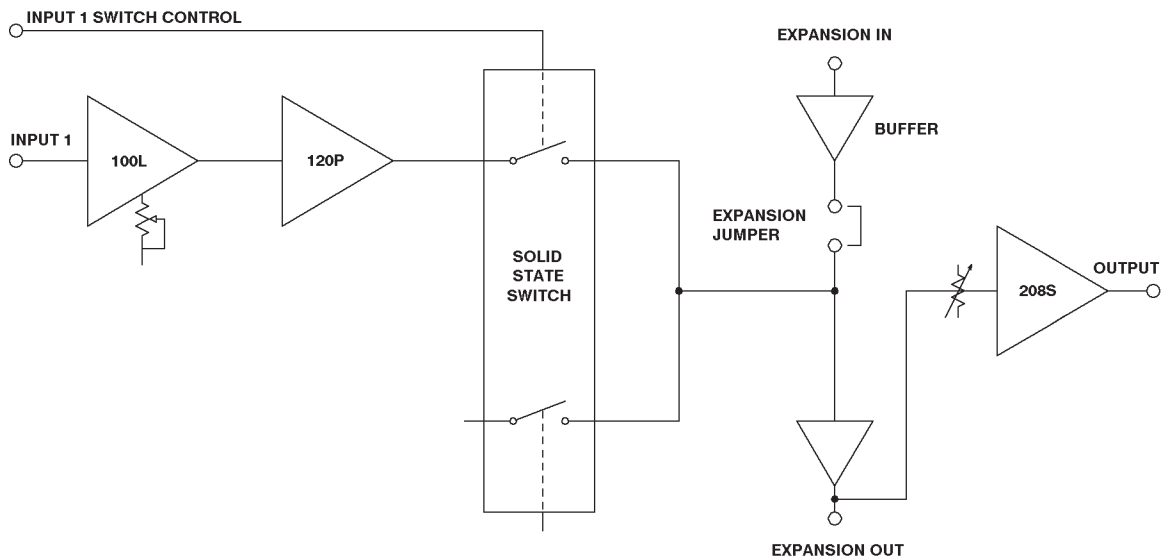 INPUT 1 SWITCH CONTROL
EXPANSION IN
BUFFER
INPUT 1
100L
120P
EXPANSION
JUMPER
SOLID
STATE
SWITCH
208S
OUTPUT
EXPANSION OUT